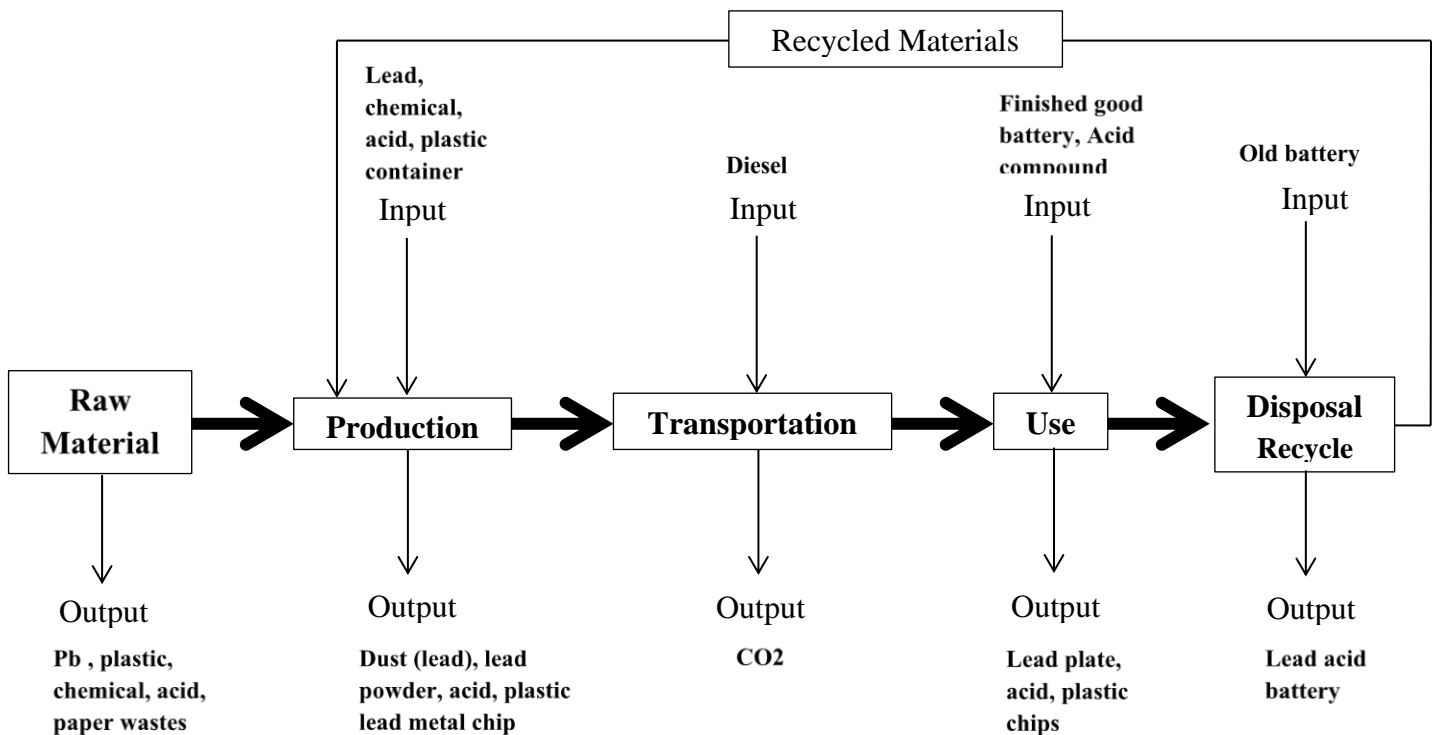 Recycled Materials
Lead,
chemical,
acid, plastic
container
Input
Diesel
Input
Finished good
battery, Acid
compound
Input
Old battery
Input
Raw
Material
Production
Transportation
Use
Disposal
Recycle
Output
Pb , plastic,
chemical, acid,
paper wastes
Output
Dust (lead), lead
powder, acid, plastic
lead metal chip
Output
CO2
Output
Lead plate,
acid, plastic
chips
Output
Lead acid
battery